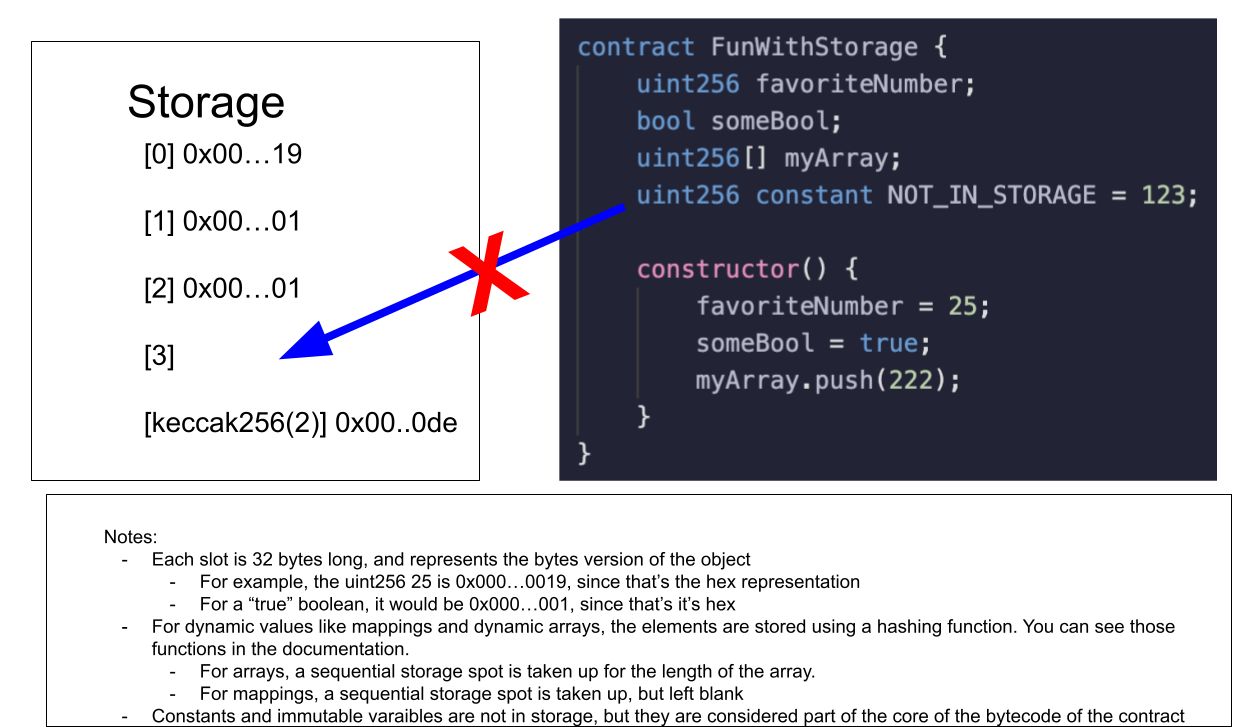 Storage
[0] 0x00…19
[1] 0x00…01
[2] 0x00…01
[3]
[keccak256(2)] 0x00..0de
contract FunWithStorage {
uint256 favoriteNumber;
bool someBool;
uint256[] myArray;
uint256 constant NOT_IN_STORAGE = 123;
constructor() {
favoriteNumber = 25;
someBool = true;
myArray.push(222);
}
}
X
Notes:
- Each slot is 32 bytes long, and represents the bytes version of the object
- For example, the uint256 25 is 0x000…0019, since that’s the hex representation
- For a “true” boolean, it would be 0x000…001, since that’s it’s hex
- For dynamic values like mappings and dynamic arrays, the elements are stored using a hashing function. You can see those
functions in the documentation.
- For arrays, a sequential storage spot is taken up for the length of the array.
- For mappings, a sequential storage spot is taken up, but left blank
- Constants and immutable varaibles are not in storage, but they are considered part of the core of the bytecode of the contract